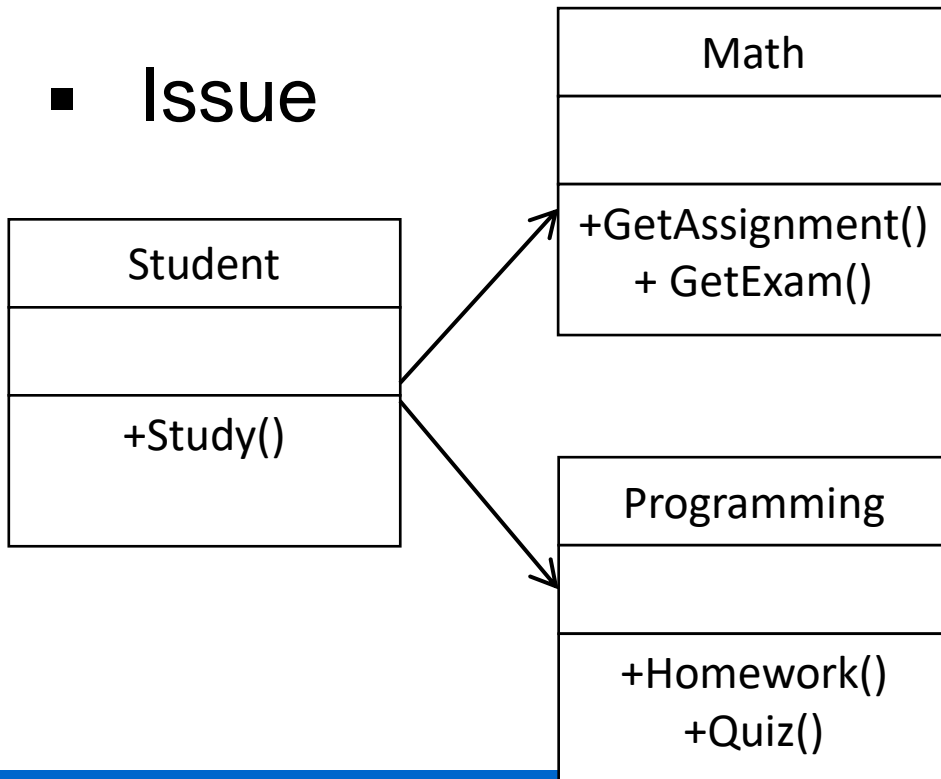 ▪ Issue
Student
+Study()
Math
+GetAssignment()
+ GetExam()
Programming
+Homework()
+Quiz()